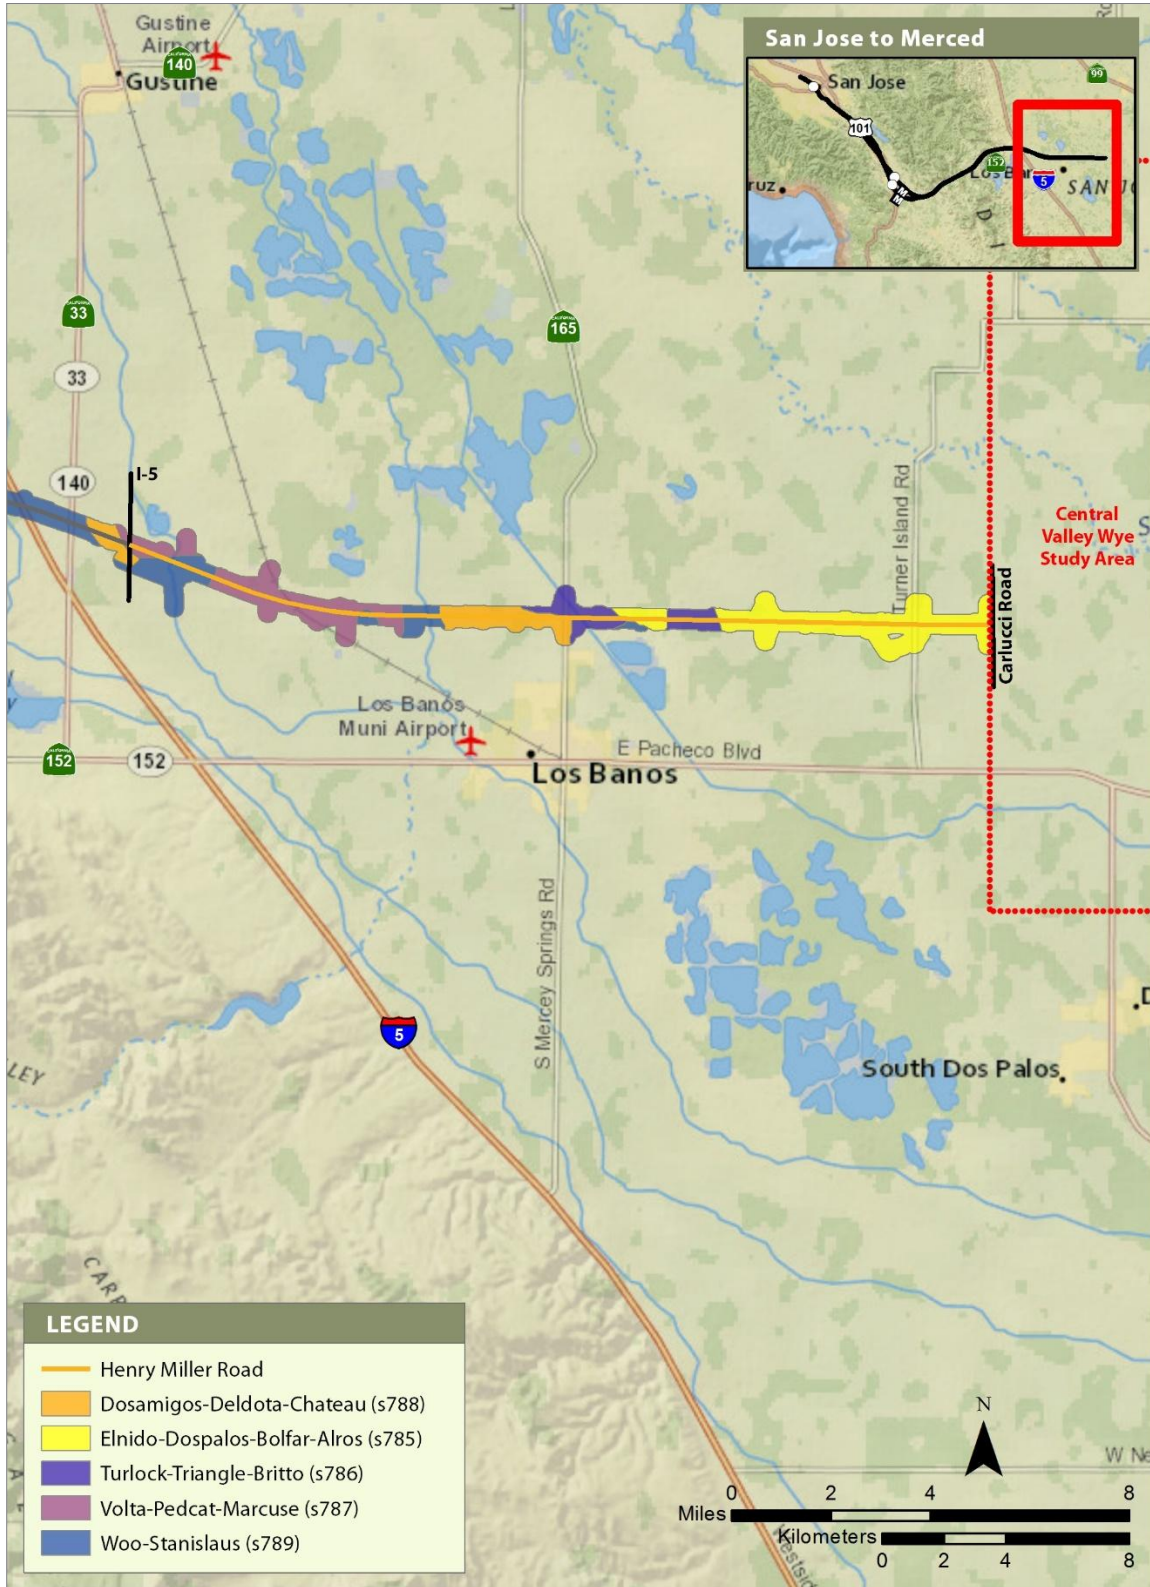 Gustine
Airport
140
Gustine
San Jose to Merced
99
San Jose
101
152
5
33
165
33
140
I-5
Turner Island Rd
Central
Valley Wye
Study Area
Carlucci Road
Los Banos
Muni Airport
E Pacheco Blvd
152
152
Los Banos
S Mercey Springs Rd
5
South Dos Palos
LEGEND
Henry Miller Road
Dosamigos-Deldota-Chateau (s788)
Elnido-Dospalos-Bolfar-Alros (s785)
Turlock-Triangle-Britto (s786)
Volta-Pedcat-Marcuse (s787)
Woo-Stanislaus (s789)
N
0 2 4 8
Miles
Kilometers
0 2 4 8